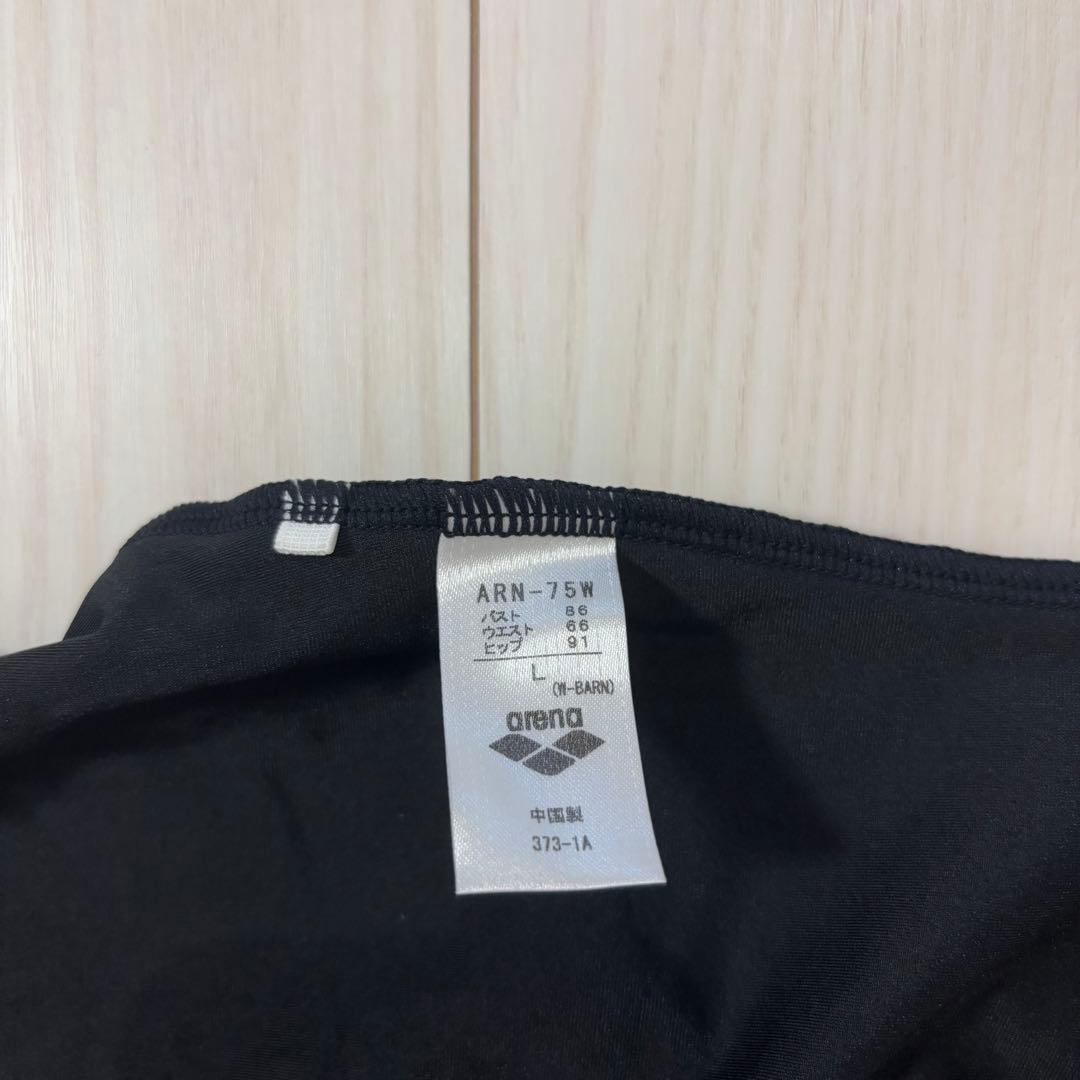 ARN-75W
バスト 86
ウエスト 66
ヒップ 91
L
(W-BARN)
arena
中国製
373-1A